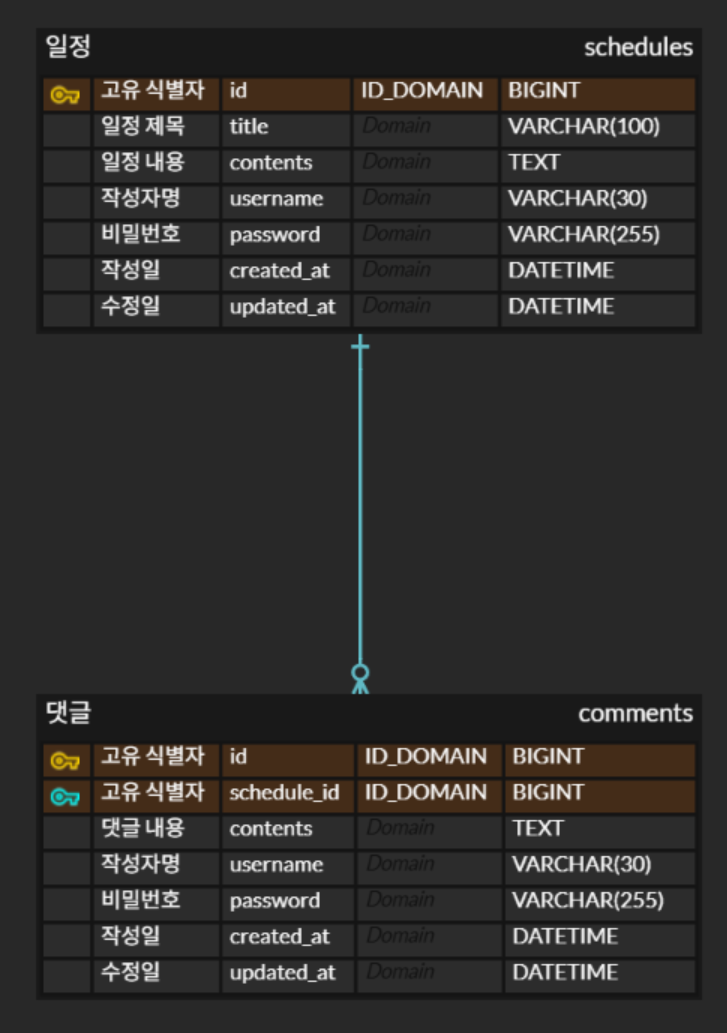 일정 schedules
고유 식별자 id ID_DOMAIN BIGINT
일정 제목 title Domain VARCHAR(100)
일정 내용 contents Domain TEXT
작성자명 username Domain VARCHAR(30)
비밀번호 password Domain VARCHAR(255)
작성일 created_at Domain DATETIME
수정일 updated_at Domain DATETIME
댓글 comments
고유 식별자 id ID_DOMAIN BIGINT
고유 식별자 schedule_id ID_DOMAIN BIGINT
댓글 내용 contents Domain TEXT
작성자명 username Domain VARCHAR(30)
비밀번호 password Domain VARCHAR(255)
작성일 created_at Domain DATETIME
수정일 updated_at Domain DATETIME